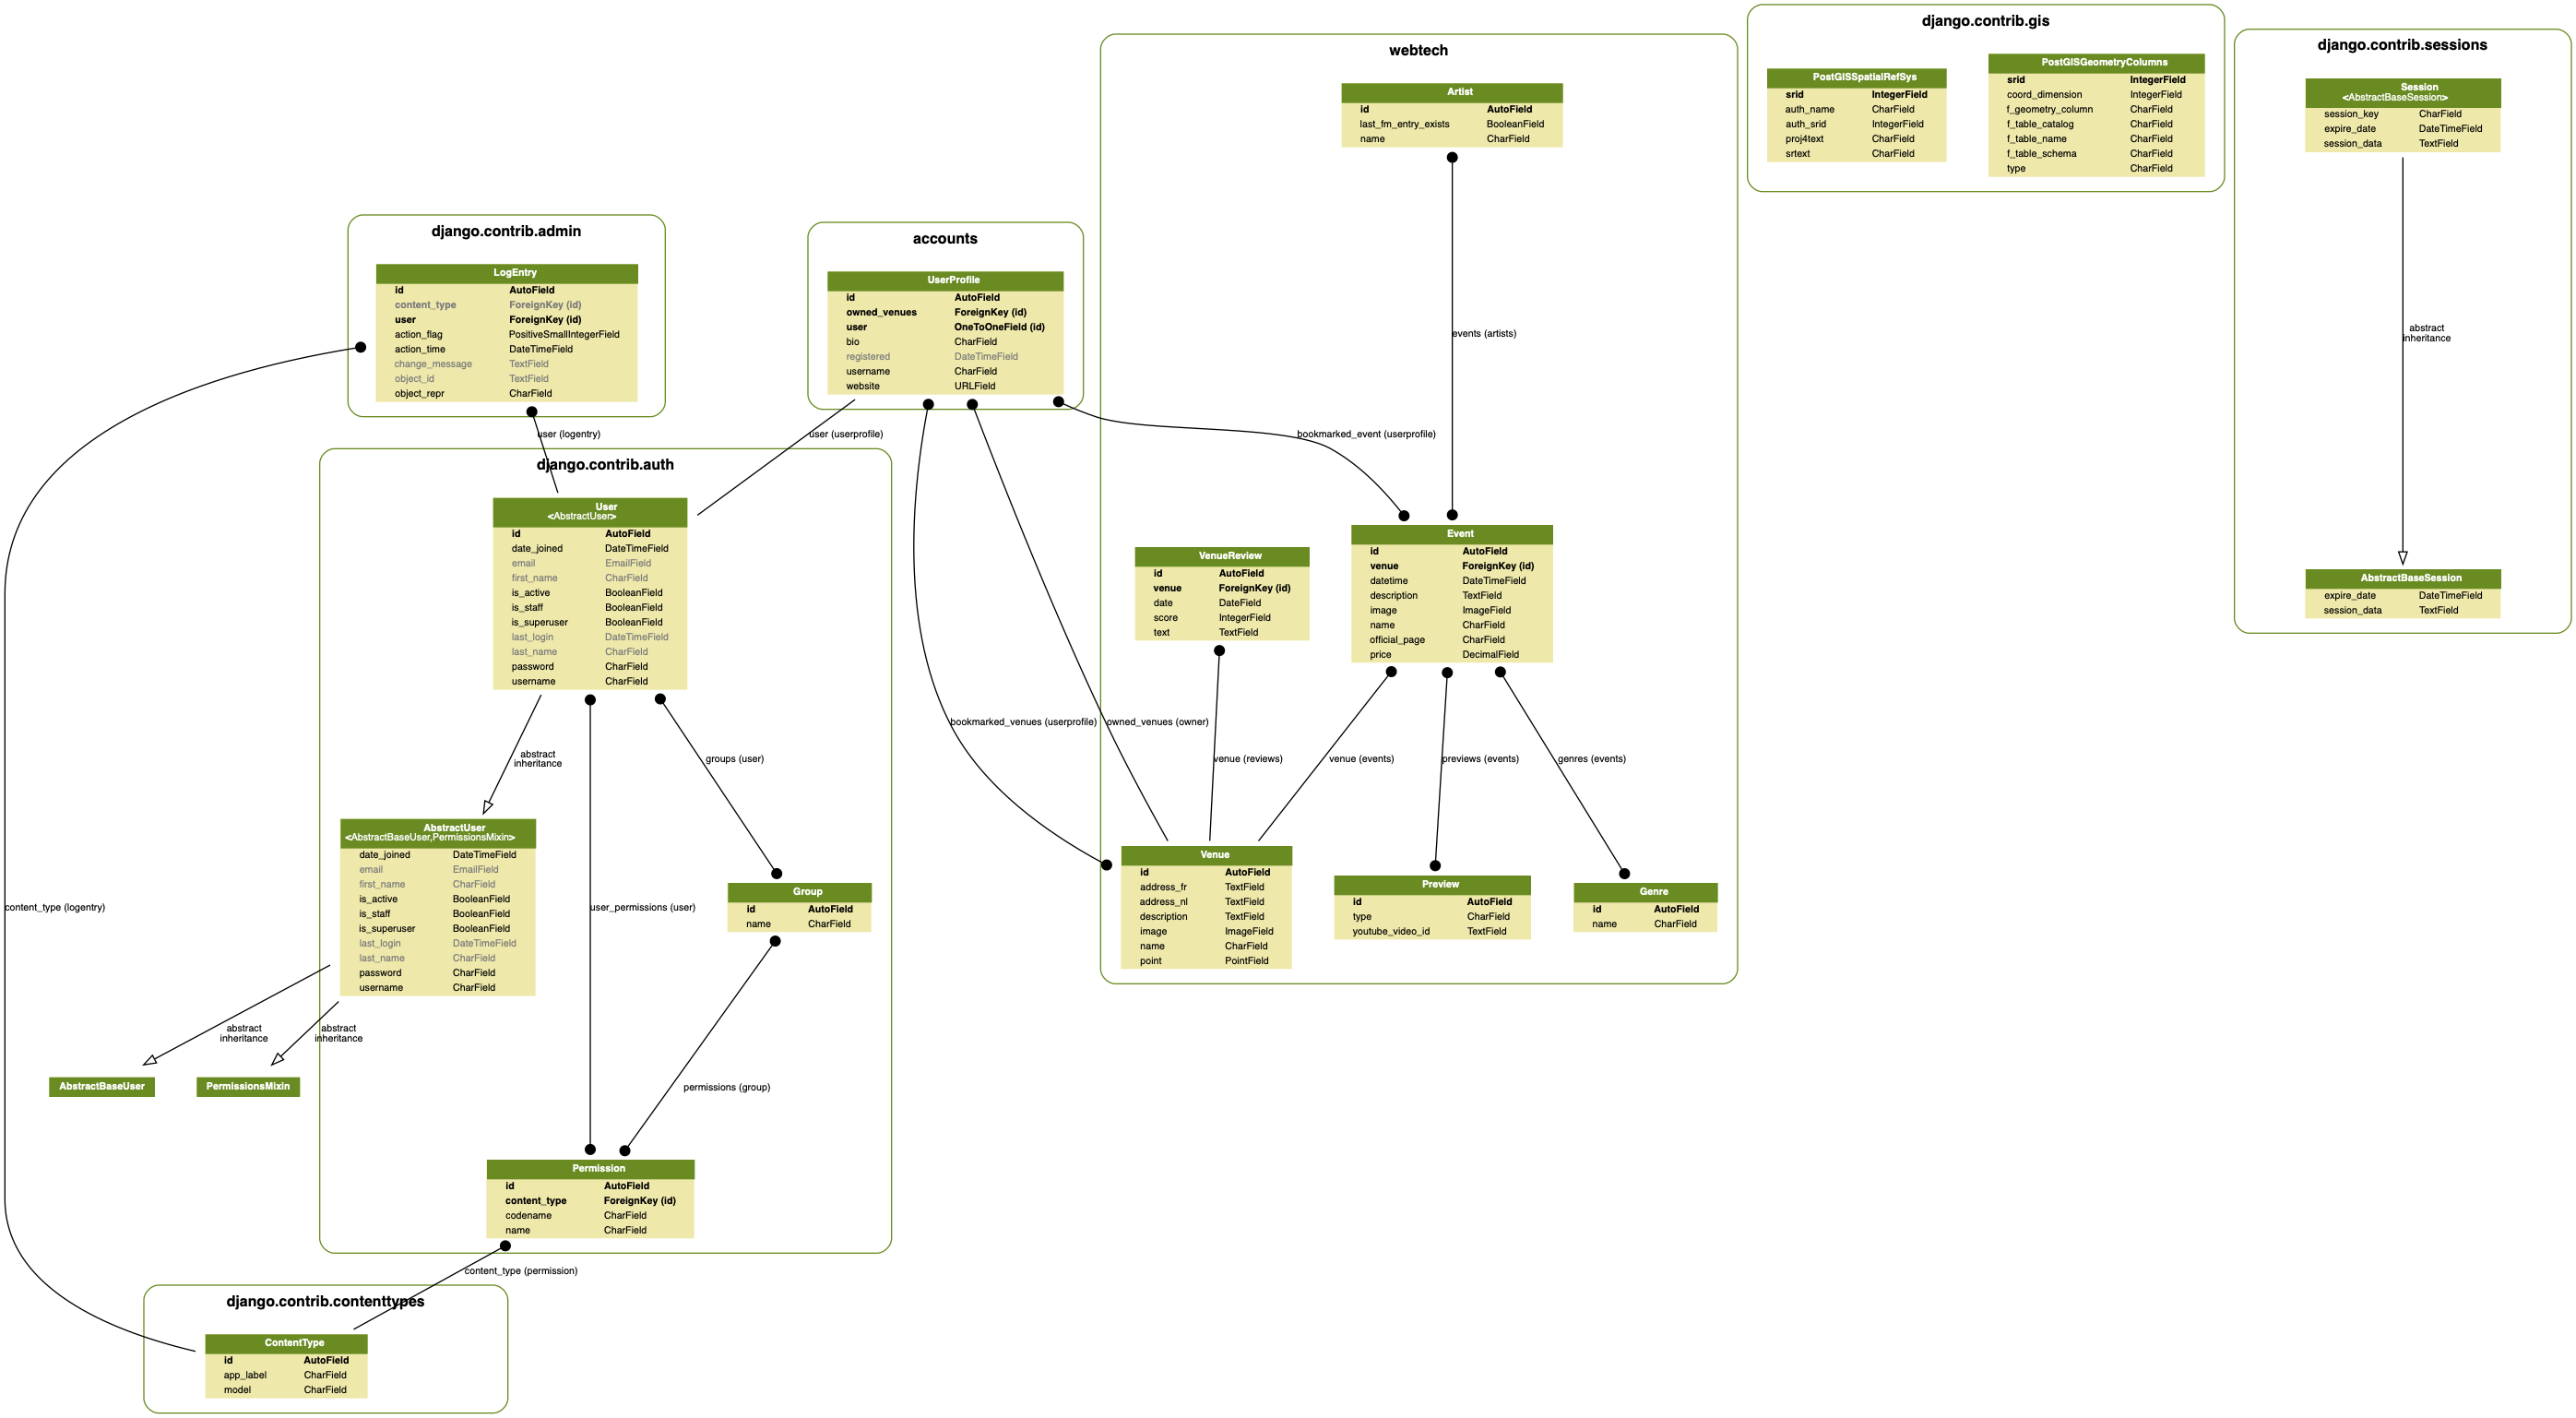 django.contrib.gis
PostGISSpatialRefSys
srid IntegerField
auth_name CharField
auth_srid IntegerField
proj4text CharField
srtext CharField
PostGISGeometryColumns
srid IntegerField
coord_dimension IntegerField
f_geometry_column CharField
f_table_catalog CharField
f_table_name CharField
f_table_schema CharField
type CharField
django.contrib.sessions
Session
<AbstractBaseSession>
session_key CharField
expire_date DateTimeField
session_data TextField
abstract
inheritance
AbstractBaseSession
expire_date DateTimeField
session_data TextField
webtech
Artist
id AutoField
last_fm_entry_exists BooleanField
name CharField
events (artists)
django.contrib.admin
LogEntry
id AutoField
content_type ForeignKey (id)
user ForeignKey (id)
action_flag PositiveSmallIntegerField
action_time DateTimeField
change_message TextField
object_id TextField
object_repr CharField
user (logentry)
accounts
UserProfile
id AutoField
owned_venues ForeignKey (id)
user OneToOneField (id)
bio CharField
registered DateTimeField
username CharField
website URLField
user (userprofile)
bookmarked_event (userprofile)
django.contrib.auth
User
<AbstractUser>
id AutoField
date_joined DateTimeField
email EmailField
first_name CharField
is_active BooleanField
is_staff BooleanField
is_superuser BooleanField
last_login DateTimeField
last_name CharField
password CharField
username CharField
VenueReview
id AutoField
venue ForeignKey (id)
date DateField
score IntegerField
text TextField
Event
id AutoField
venue ForeignKey (id)
datetime DateTimeField
description TextField
image ImageField
name CharField
official_page CharField
price DecimalField
bookmarked_venues (userprofile)
owned_venues (owner)
abstract
inheritance
groups (user)
venue (reviews)
venue (events)
previews (events)
genres (events)
AbstractUser
<AbstractBaseUser,PermissionsMixin>
date_joined DateTimeField
email EmailField
first_name CharField
is_active BooleanField
is_staff BooleanField
is_superuser BooleanField
last_login DateTimeField
last_name CharField
password CharField
username CharField
content_type (logentry)
user_permissions (user)
Group
id AutoField
name CharField
Venue
id AutoField
address_fr TextField
address_nl TextField
description TextField
image ImageField
name CharField
point PointField
Preview
id AutoField
type CharField
youtube_video_id TextField
Genre
id AutoField
name CharField
abstract
inheritance
abstract
inheritance
AbstractBaseUser
PermissionsMixin
permissions (group)
Permission
id AutoField
content_type ForeignKey (id)
codename CharField
name CharField
content_type (permission)
django.contrib.contenttypes
ContentType
id AutoField
app_label CharField
model CharField